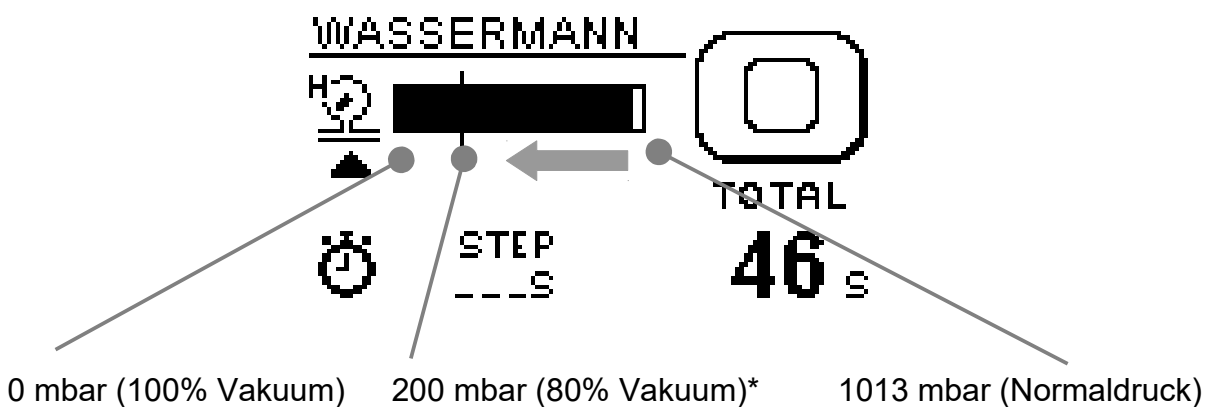 WASSERMANN
H
TOTAL
STEP
___S
46 S
0 mbar (100% Vakuum)
200 mbar (80% Vakuum)*
1013 mbar (Normaldruck)